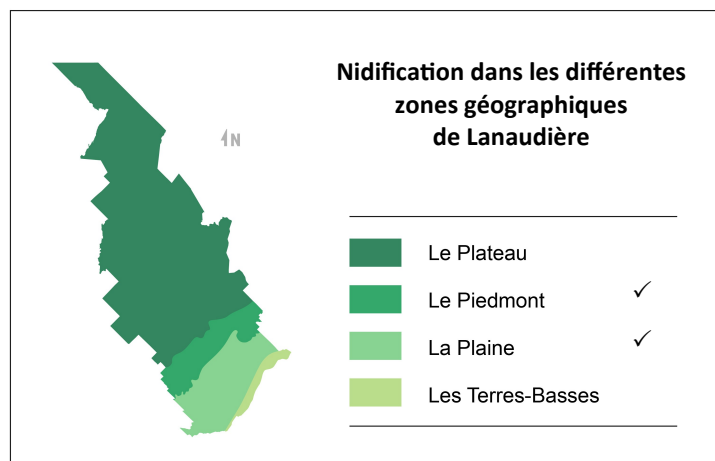 Nidification dans les différentes
zones géographiques
de Lanaudière
N
Le Plateau
Le Piedmont ✓
La Plaine ✓
Les Terres-Basses